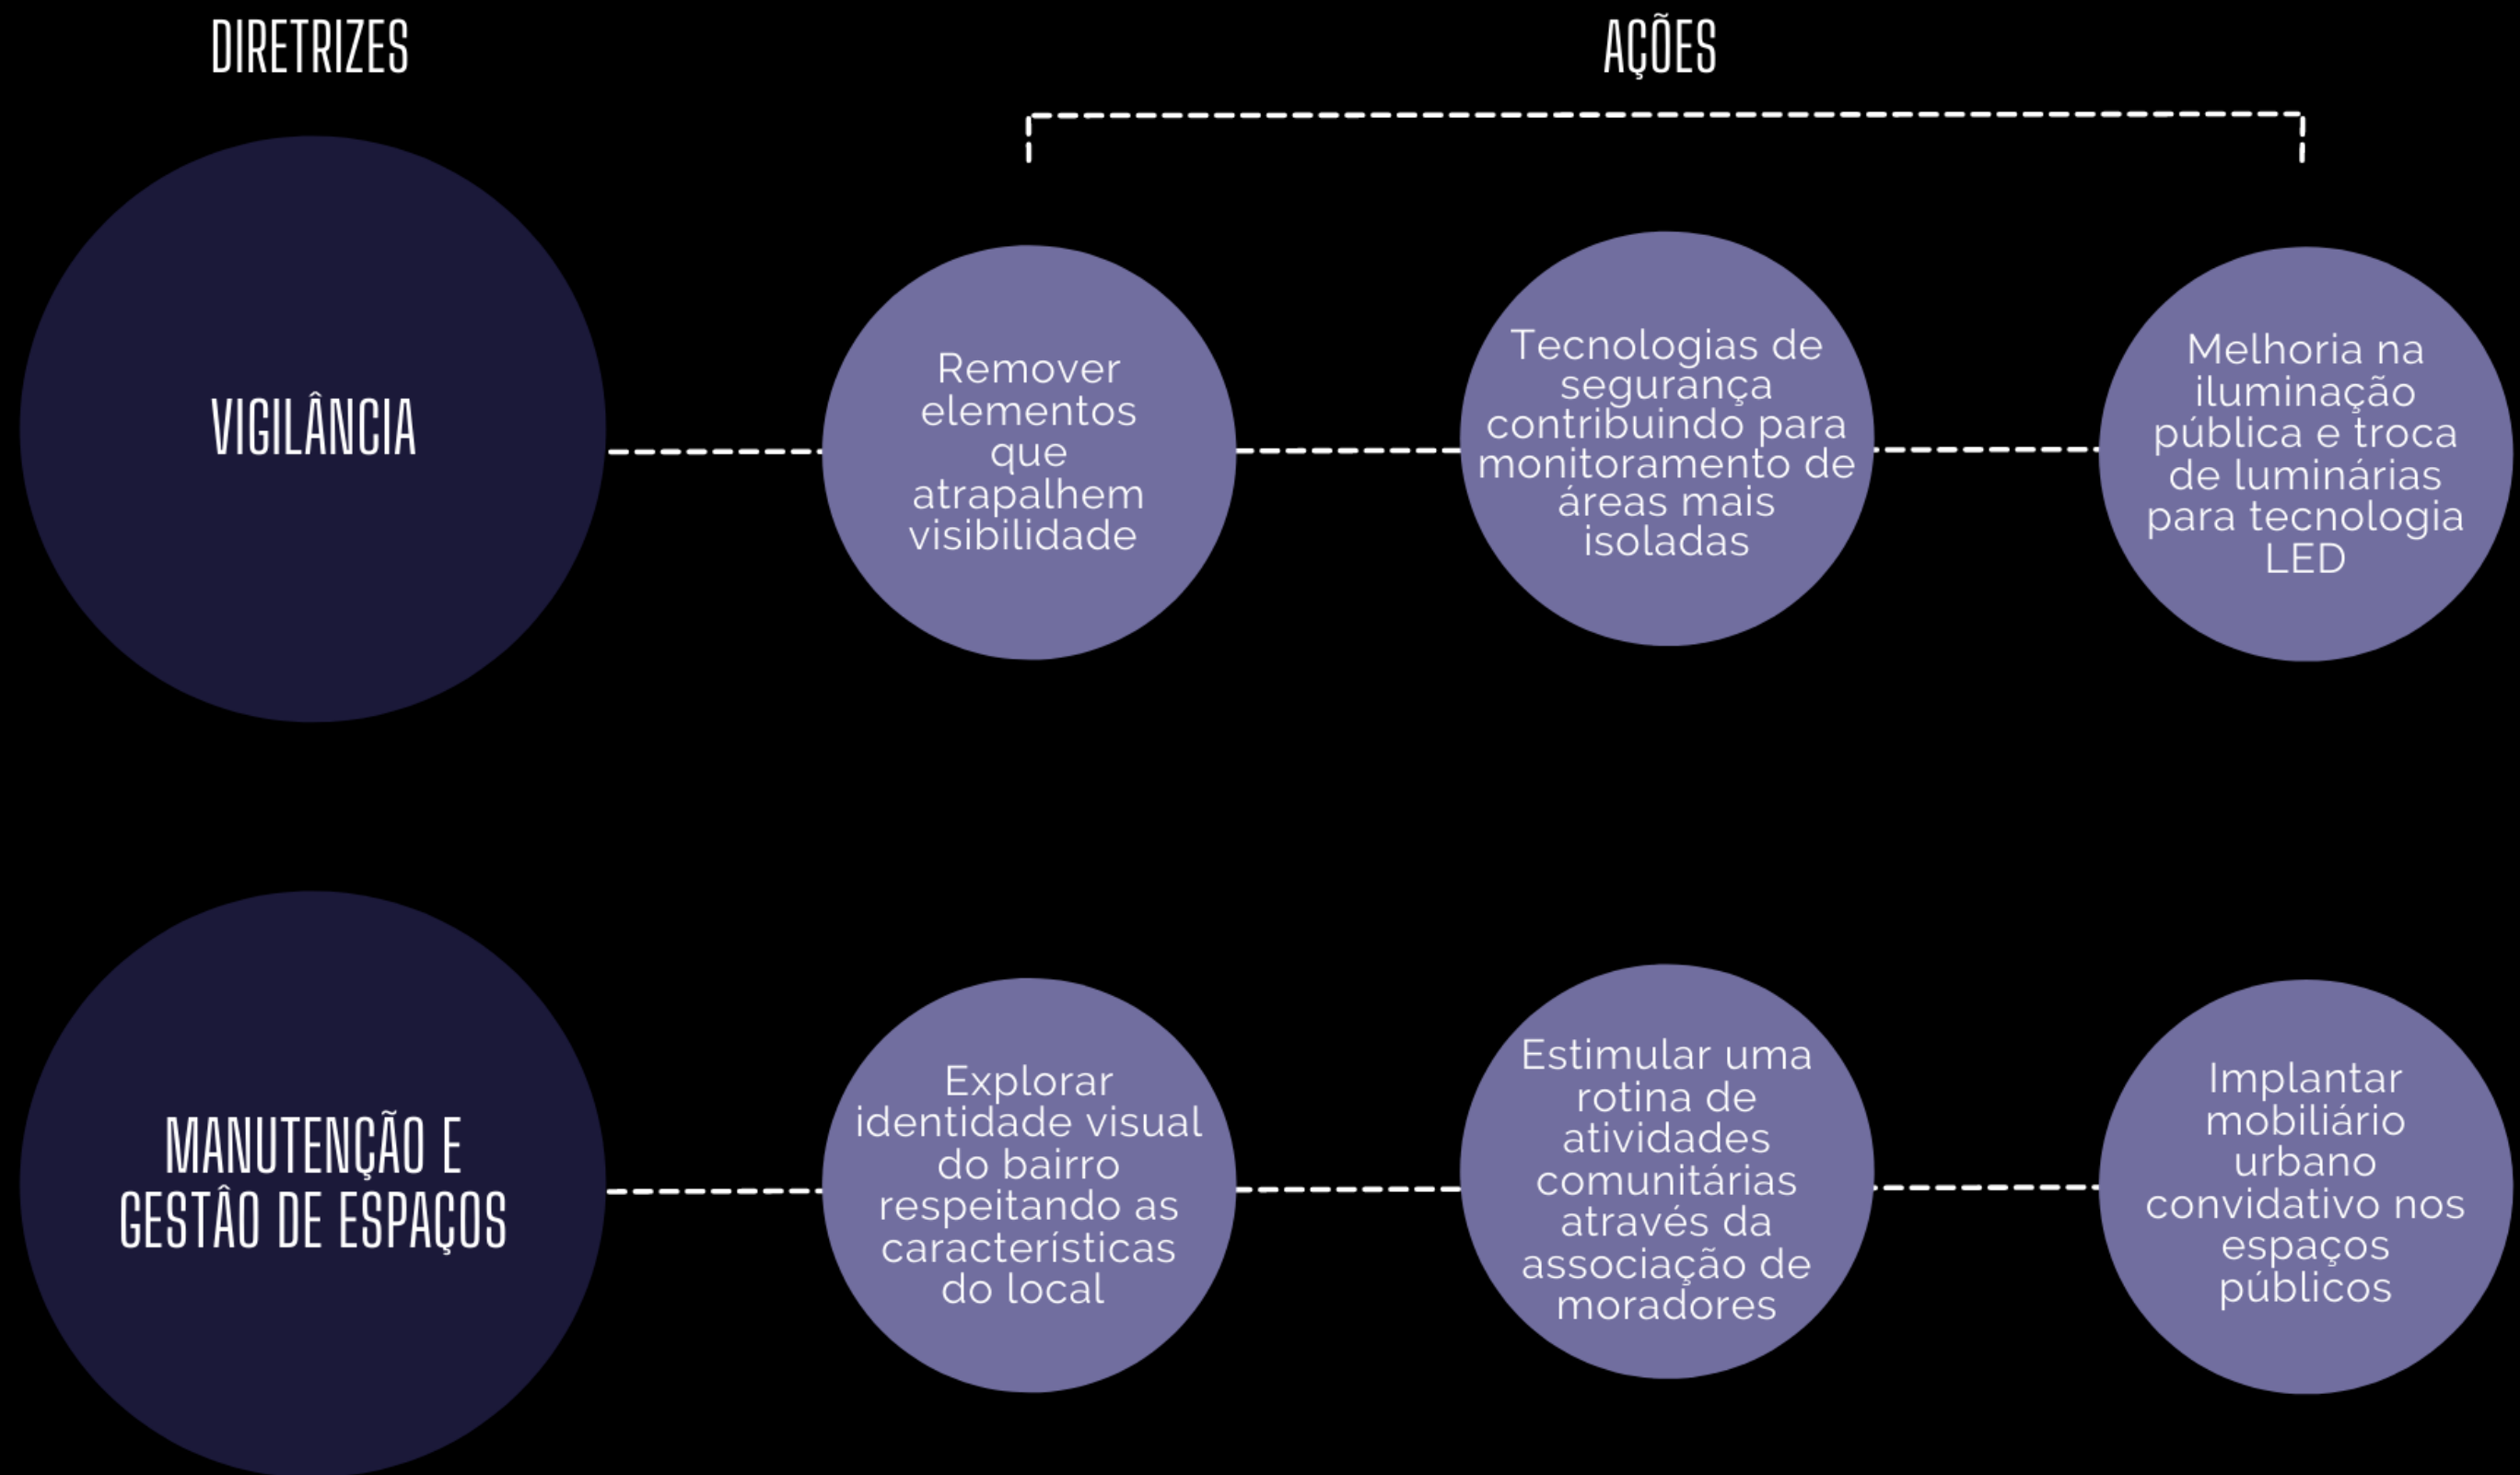 DIRETRIZES
AÇÕES
VIGILÂNCIA
Remover
elementos
que
atrapalhem
visibilidade
Tecnologias de
segurança
contribuindo para
monitoramento de
áreas mais
isoladas
Melhoria na
iluminação
pública e troca
de luminárias
para tecnologia
LED
MANUTENÇÃO E
GESTÂO DE ESPAÇOS
Explorar
identidade visual
do bairro
respeitando as
características
do local
Estimular uma
rotina de
atividades
comunitárias
através da
associação de
moradores
Implantar
mobiliário
urbano
convidativo nos
espaços
públicos